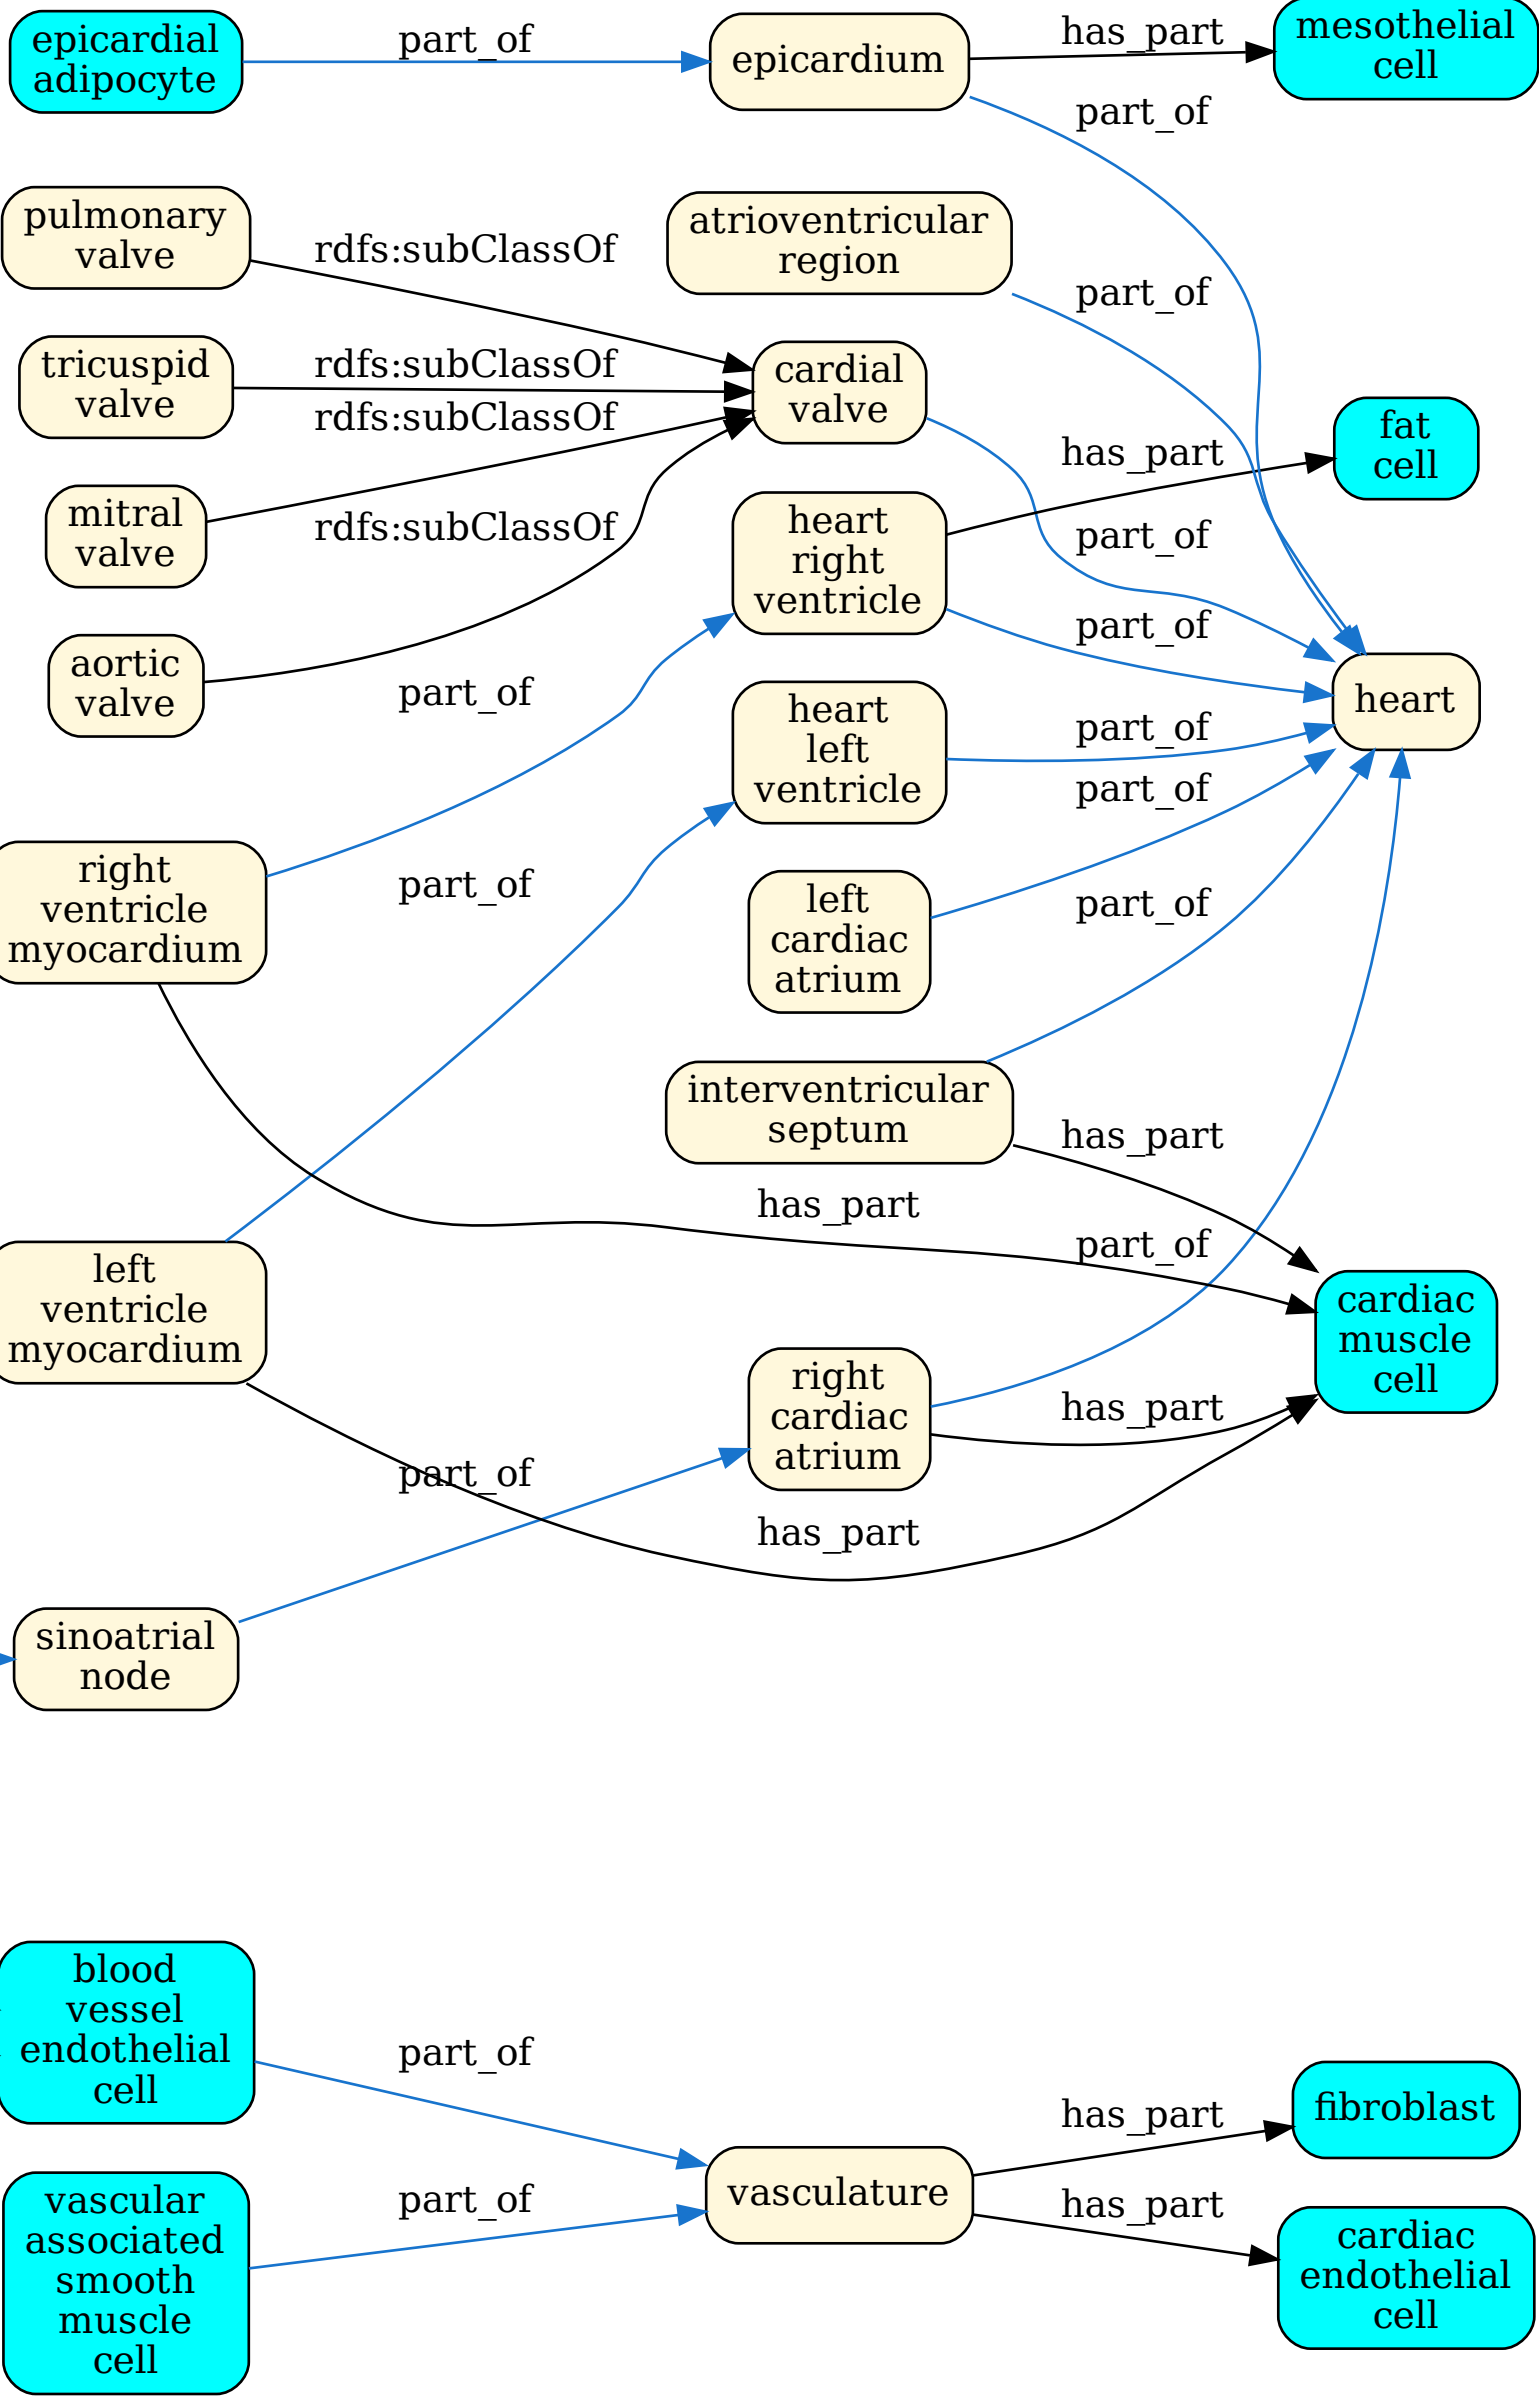 epicardial
adipocyte
part_of
epicardium
has_part
mesothelial
cell
part_of
pulmonary
valve
rdfs:subClassOf
atrioventricular
region
part_of
tricuspid
valve
rdfs:subClassOf
rdfs:subClassOf
cardial
valve
fat
cell
has_part
mitral
valve
rdfs:subClassOf
heart
right
ventricle
part_of
part_of
aortic
valve
part_of
heart
left
ventricle
heart
part_of
part_of
right
ventricle
myocardium
part_of
left
cardiac
atrium
part_of
interventricular
septum
has_part
has_part
part_of
left
ventricle
myocardium
cardiac
muscle
cell
right
cardiac
atrium
has_part
part_of
has_part
sinoatrial
node
blood
vessel
endothelial
cell
part_of
fibroblast
has_part
vasculature
part_of
has_part
vascular
associated
smooth
muscle
cell
cardiac
endothelial
cell